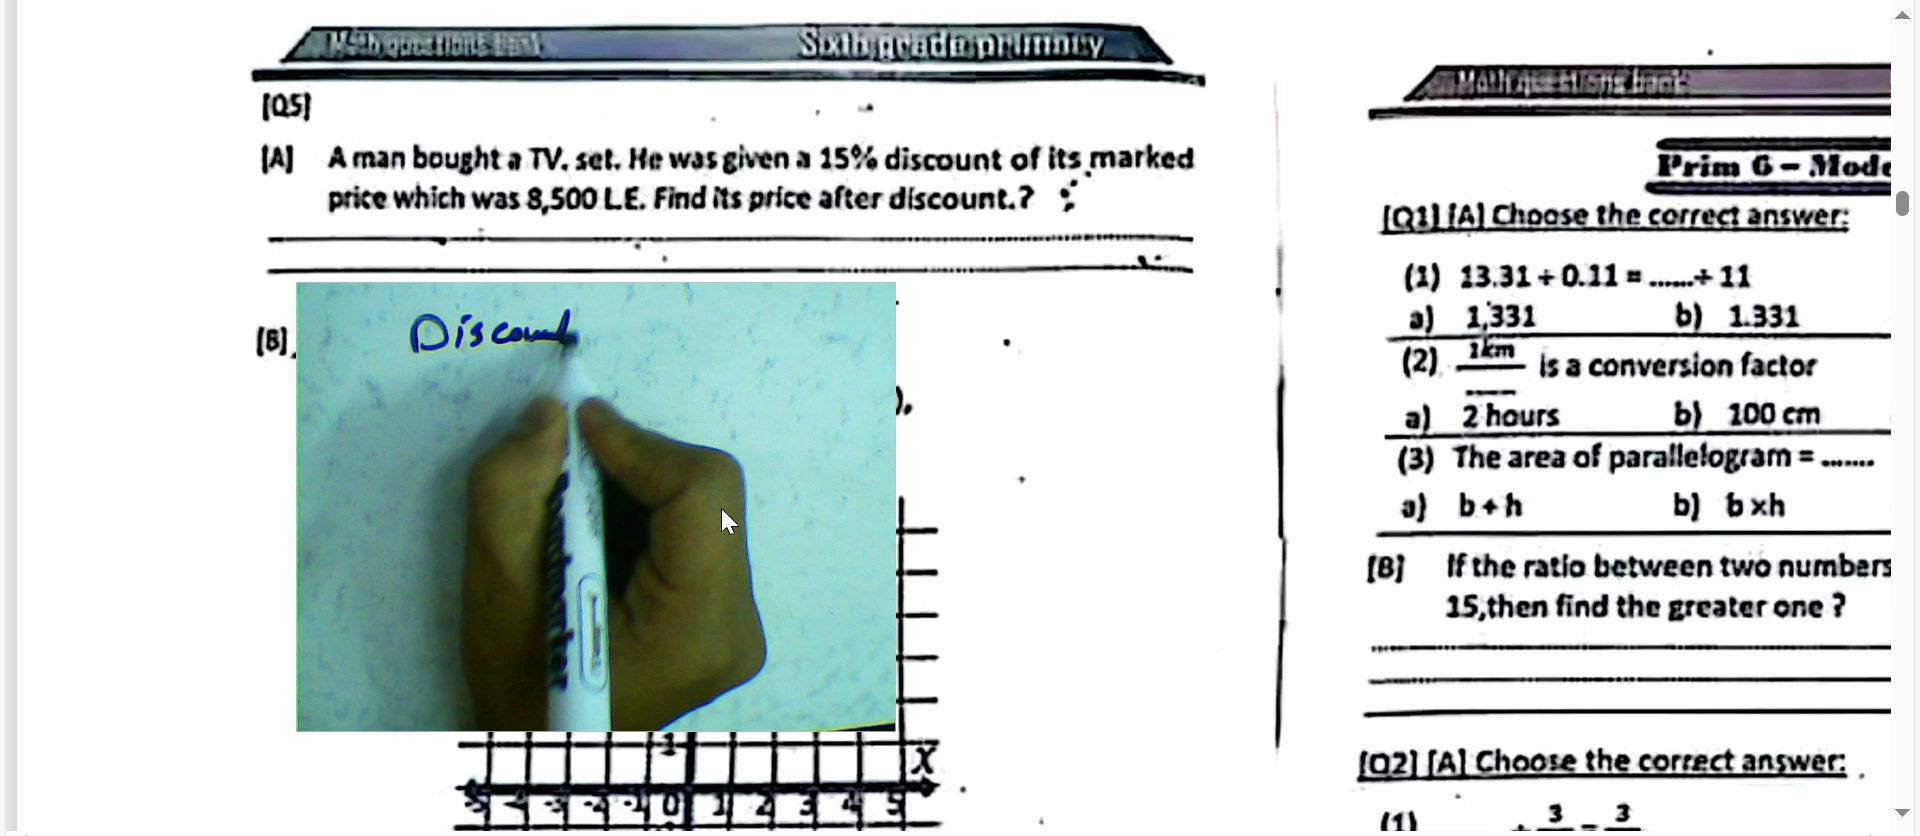 Math questions bank Sixth grade primary
[Q5]
[A] A man bought a TV. set. He was given a 15% discount of its marked
price which was 8,500 L.E. Find its price after discount.?
[B]
Discount
),
1 X
-4 -3 -2 -1 0 1 2 3 4 5
Math questions bank
Prim 6 – Mode
[Q1] [A] Choose the correct answer:
(1) 13.31 ÷ 0.11 = ......÷ 11
a) 1,331 b) 1.331
(2) 1km is a conversion factor
a) 2 hours b) 100 cm
(3) The area of parallelogram = .......
a) b + h b) b ×h
[B] If the ratio between two numbers
15,then find the greater one ?
[Q2] [A] Choose the correct answer:
(1) + 3 = 3